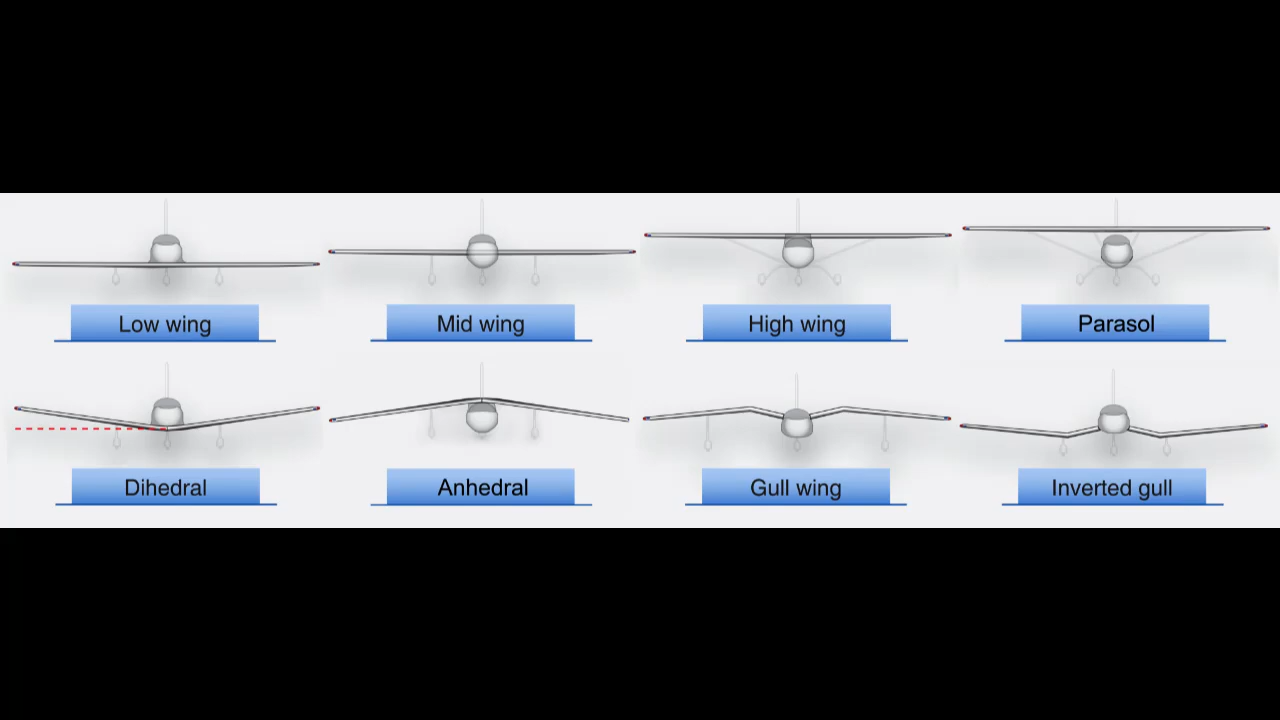 Low wing
Mid wing
High wing
Parasol
Dihedral
Anhedral
Gull wing
Inverted gull